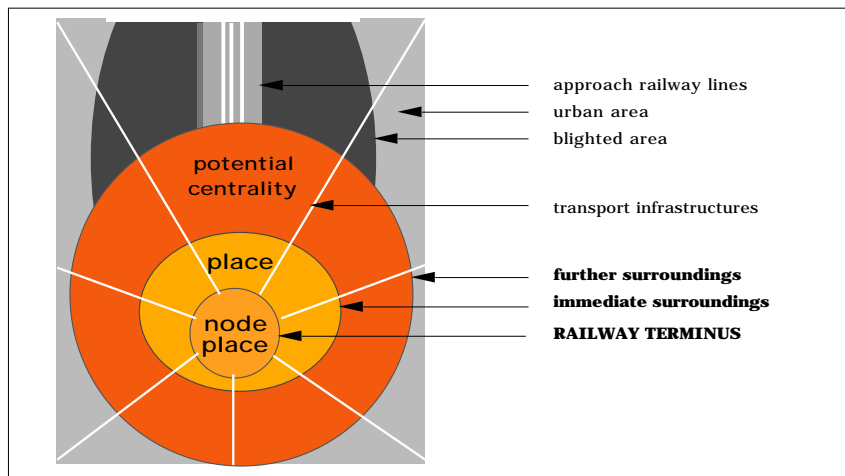 approach railway lines
urban area
blighted area
potential
centrality
transport infrastructures
place
further surroundings
immediate surroundings
node
place
RAILWAY TERMINUS